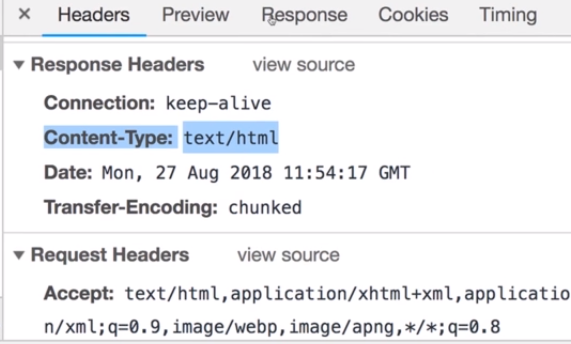 × Headers Preview Response Cookies Timing
▼ Response Headers view source
Connection: keep-alive
Content-Type: text/html
Date: Mon, 27 Aug 2018 11:54:17 GMT
Transfer-Encoding: chunked
▼ Request Headers view source
Accept: text/html,application/xhtml+xml,applicatio
n/xml;q=0.9,image/webp,image/apng,*/*;q=0.8